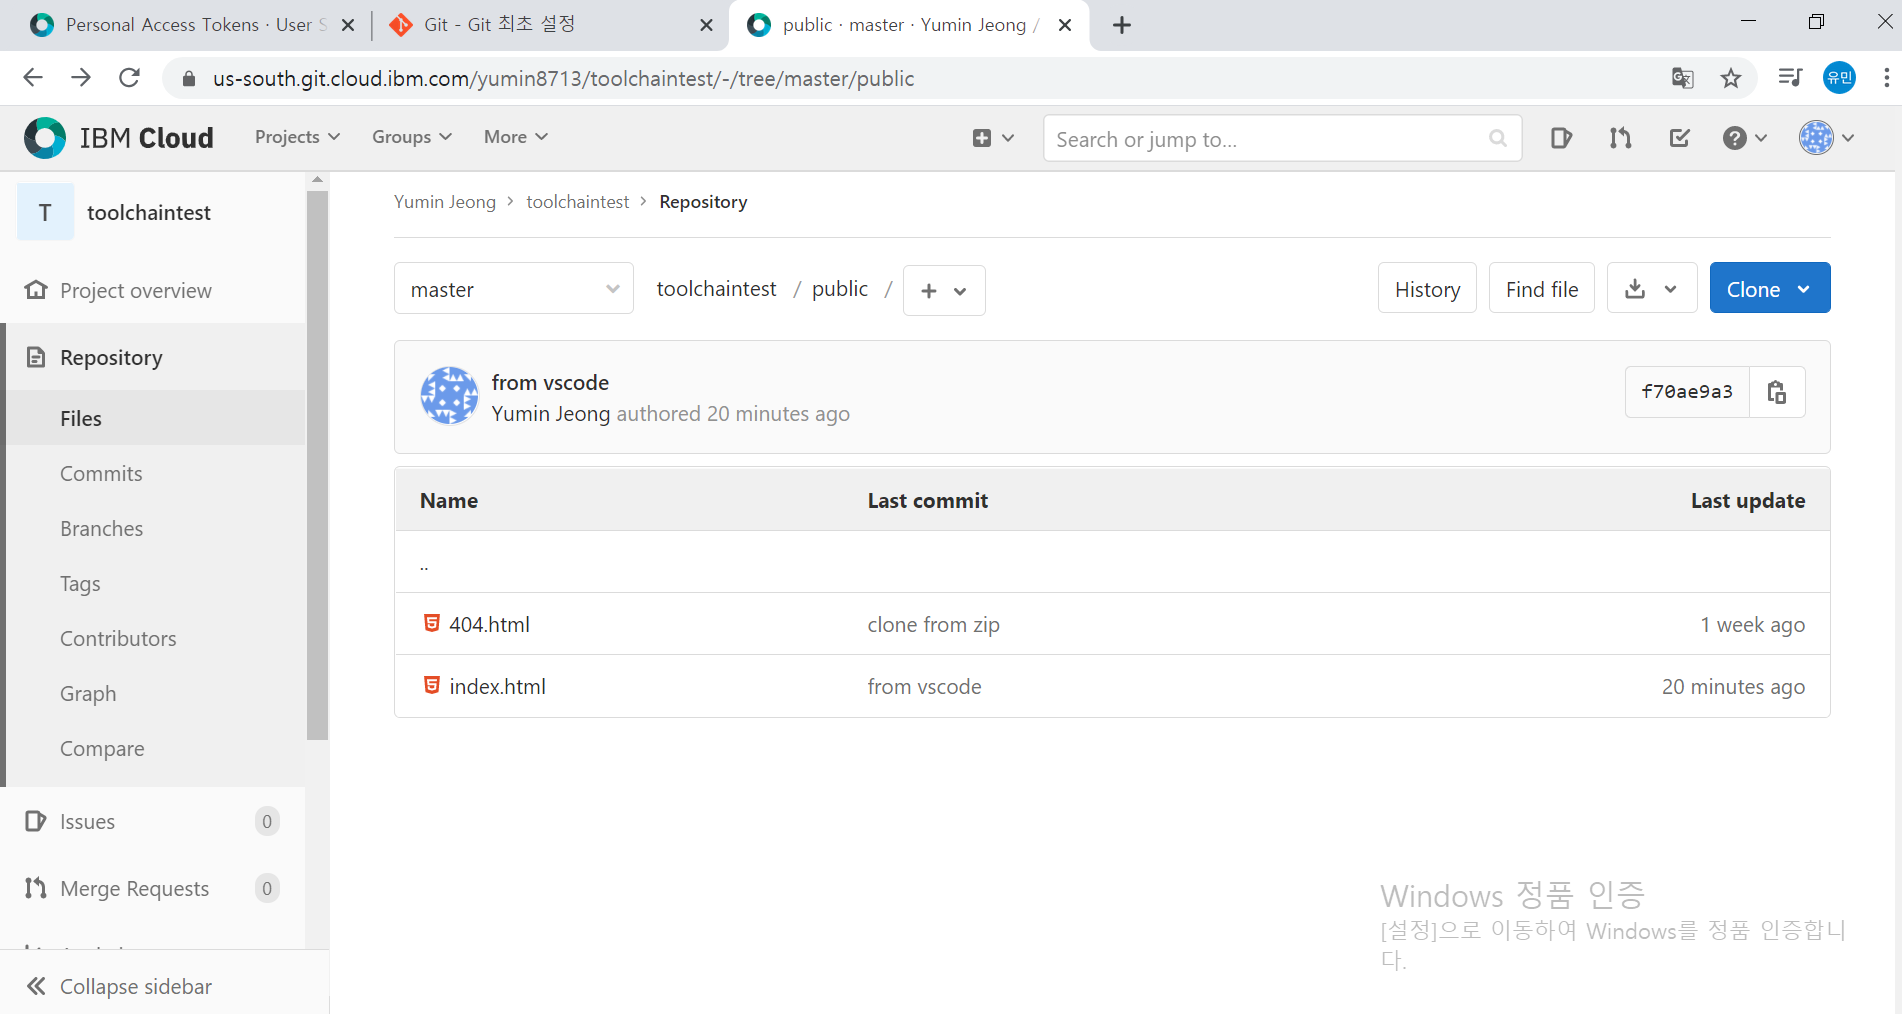 Personal Access Tokens · User S
Git - Git 최초 설정
public · master · Yumin Jeong /
us-south.git.cloud.ibm.com/yumin8713/toolchaintest/-/tree/master/public
유민
IBM Cloud
Projects
Groups
More
Search or jump to...
T
toolchaintest
Project overview
Repository
Files
Commits
Branches
Tags
Contributors
Graph
Compare
Issues 0
Merge Requests 0
Collapse sidebar
Yumin Jeong > toolchaintest > Repository
master
toolchaintest / public / +
History
Find file
Clone
from vscode
Yumin Jeong authored 20 minutes ago
f70ae9a3
Name Last commit Last update
..
404.html clone from zip 1 week ago
index.html from vscode 20 minutes ago
Windows 정품 인증
[설정]으로 이동하여 Windows를 정품 인증합니
다.